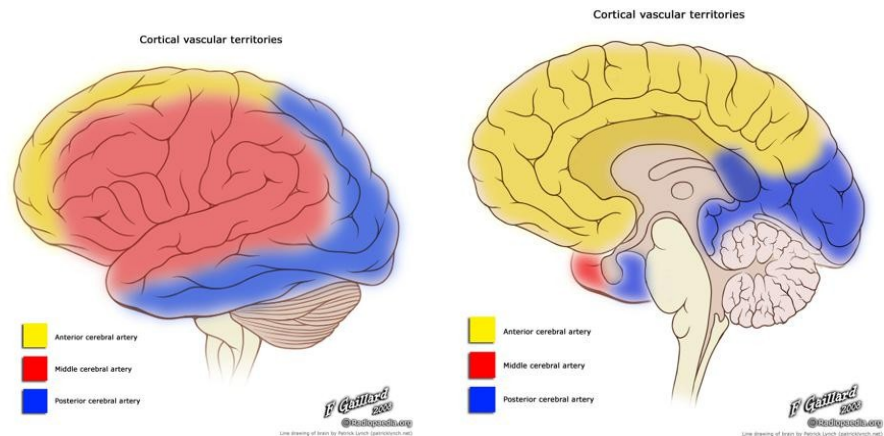 Cortical vascular territories
Anterior cerebral artery
Middle cerebral artery
Posterior cerebral artery
F Gaillard
2008
@Radiopaedia.org
Line drawing of brain by Patrick Lynch (patricklynch.net)
Cortical vascular territories
Anterior cerebral artery
Middle cerebral artery
Posterior cerebral artery
F Gaillard
2008
@Radiopaedia.org
Line drawing of brain by Patrick Lynch (patricklynch.net)